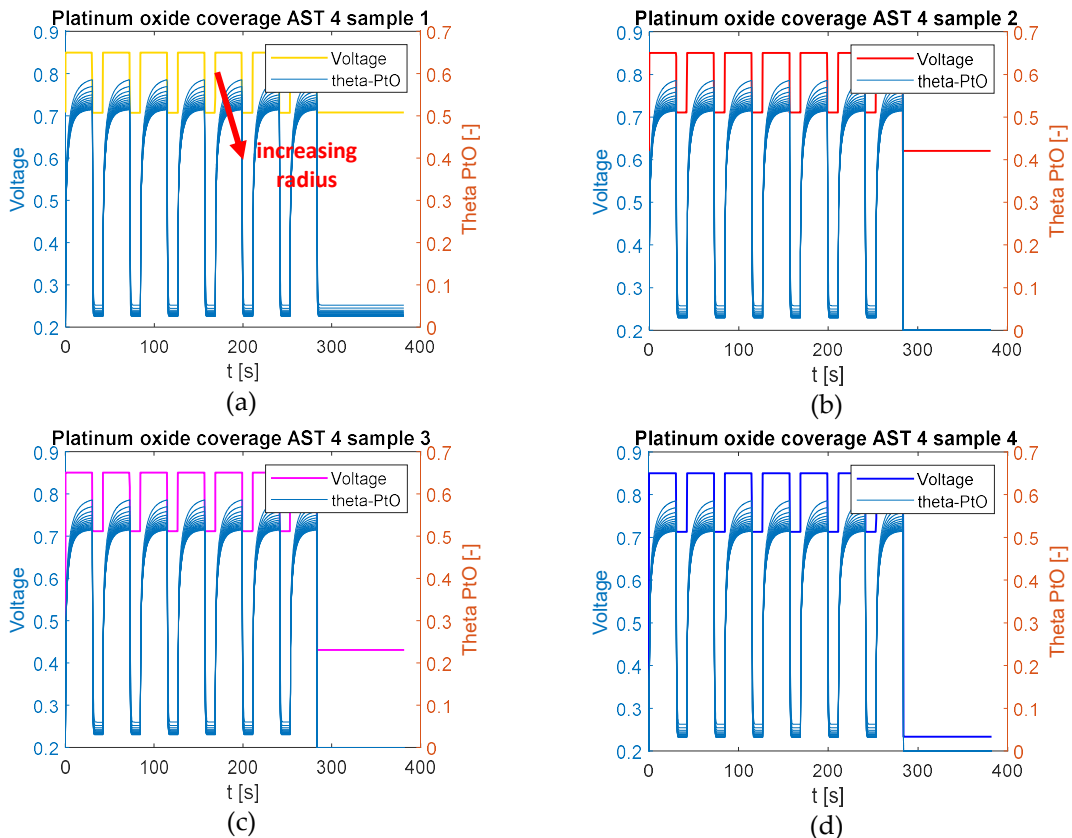 Platinum oxide coverage AST 4 sample 1
0.9
0.8
0.7
0.6
0.5
0.4
0.3
0.2
Voltage
0.7
0.6
0.5
0.4
0.3
0.2
0.1
0
Theta PtO [-]
Voltage
theta-PtO
increasing
radius
0 100 200 300 400
t [s]
(a)
Platinum oxide coverage AST 4 sample 2
0.9
0.8
0.7
0.6
0.5
0.4
0.3
0.2
Voltage
0.7
0.6
0.5
0.4
0.3
0.2
0.1
0
Theta PtO [-]
Voltage
theta-PtO
0 100 200 300 400
t [s]
(b)
Platinum oxide coverage AST 4 sample 3
0.9
0.8
0.7
0.6
0.5
0.4
0.3
0.2
Voltage
0.7
0.6
0.5
0.4
0.3
0.2
0.1
0
Theta PtO [-]
Voltage
theta-PtO
0 100 200 300 400
t [s]
(c)
Platinum oxide coverage AST 4 sample 4
0.9
0.8
0.7
0.6
0.5
0.4
0.3
0.2
Voltage
0.7
0.6
0.5
0.4
0.3
0.2
0.1
0
Theta PtO [-]
Voltage
theta-PtO
0 100 200 300 400
t [s]
(d)